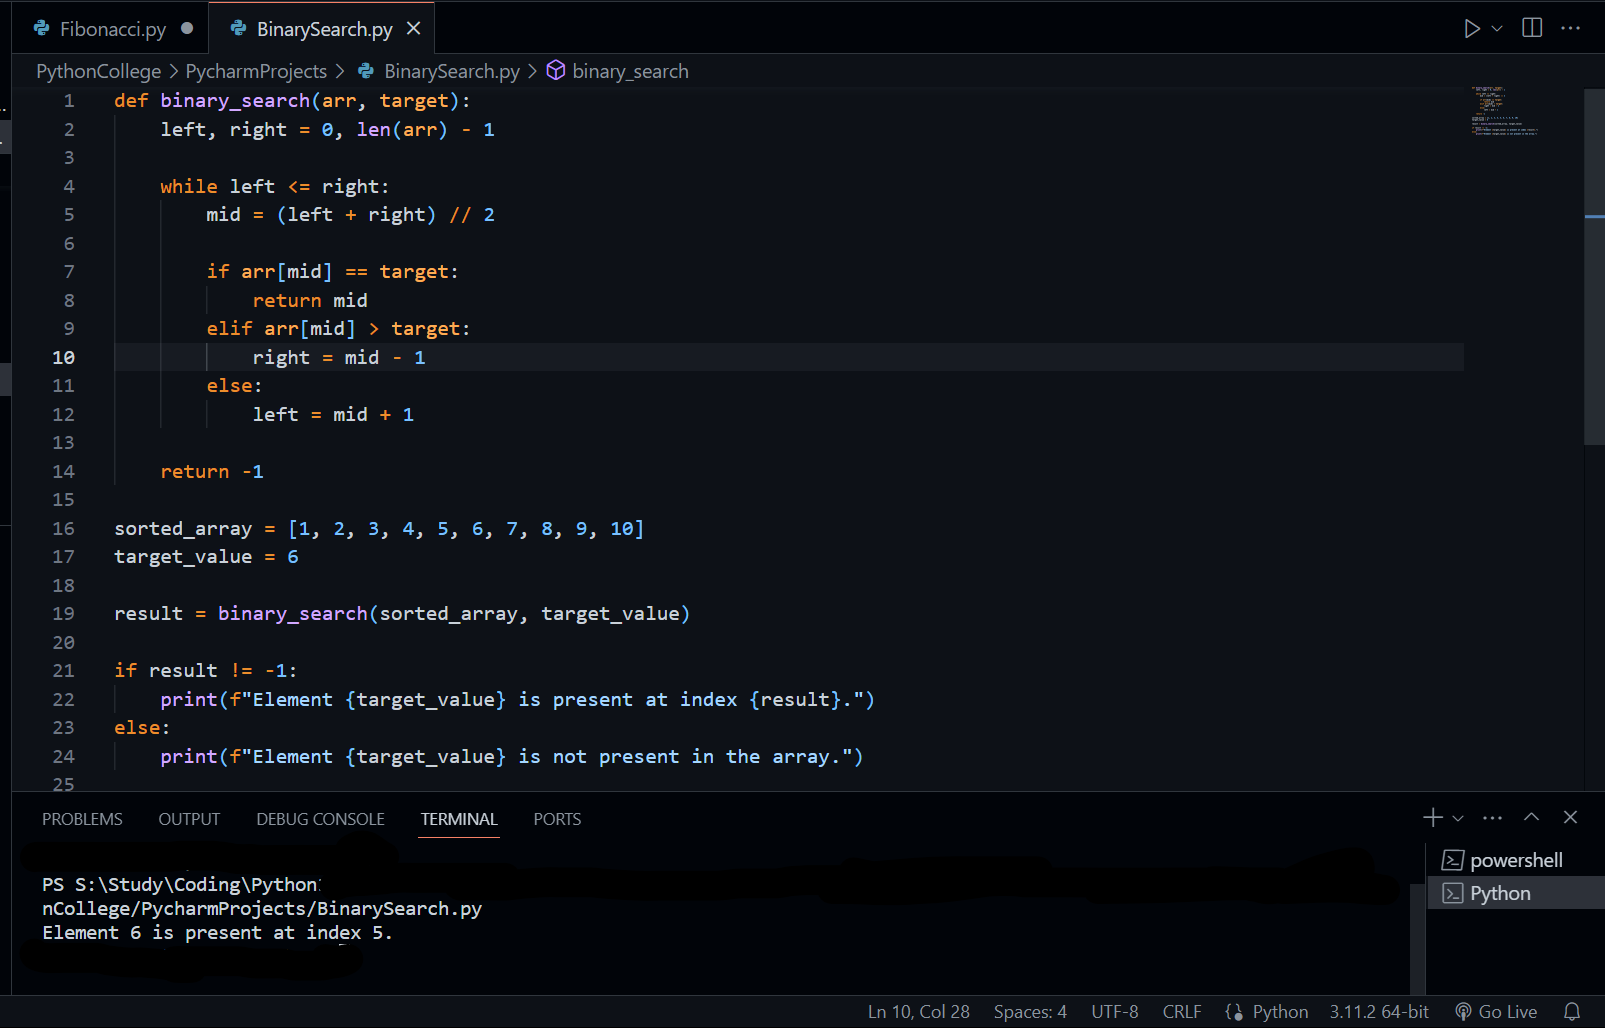 Fibonacci.py
BinarySearch.py
PythonCollege > PycharmProjects > BinarySearch.py > binary_search
1 def binary_search(arr, target):
2     left, right = 0, len(arr) - 1
3
4     while left <= right:
5         mid = (left + right) // 2
6
7         if arr[mid] == target:
8             return mid
9         elif arr[mid] > target:
10             right = mid - 1
11         else:
12             left = mid + 1
13
14     return -1
15
16 sorted_array = [1, 2, 3, 4, 5, 6, 7, 8, 9, 10]
17 target_value = 6
18
19 result = binary_search(sorted_array, target_value)
20
21 if result != -1:
22     print(f"Element {target_value} is present at index {result}.")
23 else:
24     print(f"Element {target_value} is not present in the array.")
25
PROBLEMS OUTPUT DEBUG CONSOLE TERMINAL PORTS
powershell
Python
PS S:\Study\Coding\Python
nCollege/PycharmProjects/BinarySearch.py
Element 6 is present at index 5.
Ln 10, Col 28 Spaces: 4 UTF-8 CRLF {} Python 3.11.2 64-bit Go Live